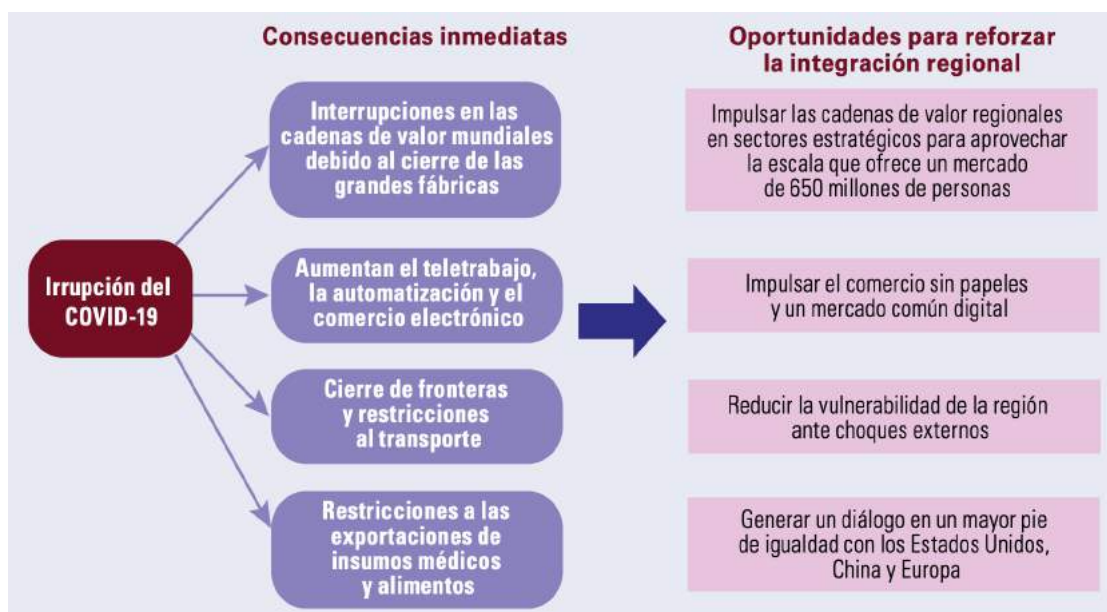 Consecuencias inmediatas
Oportunidades para reforzar
la integración regional
Irrupción del
COVID-19
Interrupciones en las
cadenas de valor mundiales
debido al cierre de las
grandes fábricas
Impulsar las cadenas de valor regionales
en sectores estratégicos para aprovechar
la escala que ofrece un mercado
de 650 millones de personas
Aumentan el teletrabajo,
la automatización y el
comercio electrónico
Impulsar el comercio sin papeles
y un mercado común digital
Cierre de fronteras
y restricciones
al transporte
Reducir la vulnerabilidad de la región
ante choques externos
Restricciones a las
exportaciones de
insumos médicos
y alimentos
Generar un diálogo en un mayor pie
de igualdad con los Estados Unidos,
China y Europa